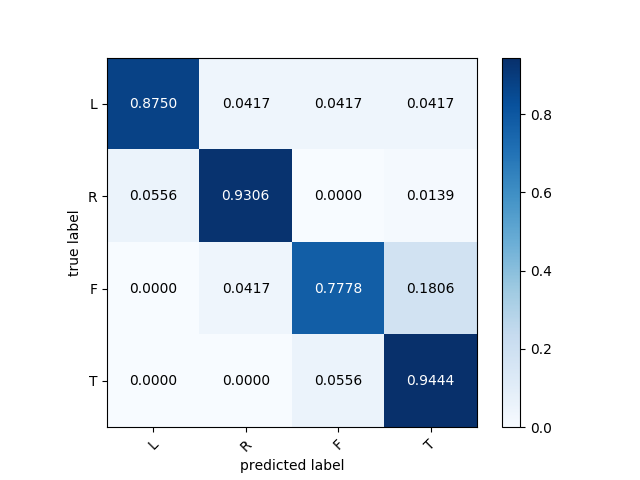 L 0.8750 0.0417 0.0417 0.0417
R 0.0556 0.9306 0.0000 0.0139
F 0.0000 0.0417 0.7778 0.1806
T 0.0000 0.0000 0.0556 0.9444
L R F T
predicted label
true label
0.8
0.6
0.4
0.2
0.0